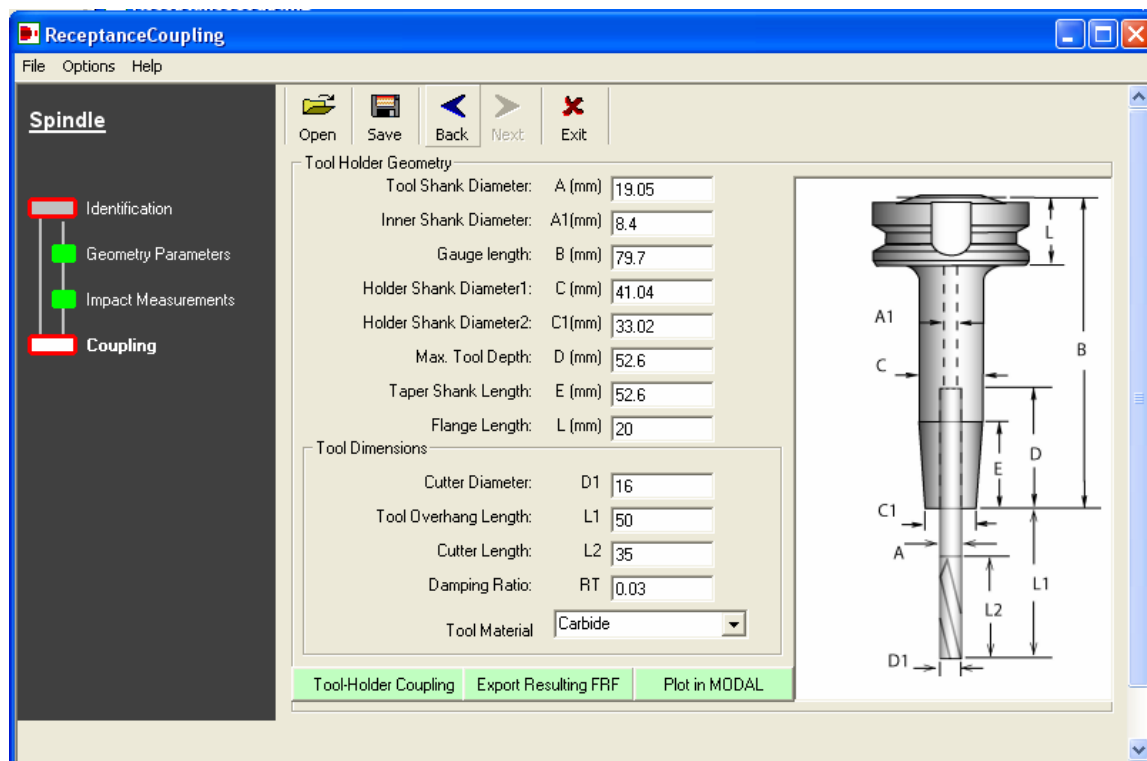 ReceptanceCoupling
File Options Help
Spindle
Open Save Back Next Exit
Identification
Geometry Parameters
Impact Measurements
Coupling
Tool Holder Geometry
Tool Shank Diameter: A (mm) 19.05
Inner Shank Diameter: A1(mm) 8.4
Gauge length: B (mm) 79.7
Holder Shank Diameter1: C (mm) 41.04
Holder Shank Diameter2: C1(mm) 33.02
Max. Tool Depth: D (mm) 52.6
Taper Shank Length: E (mm) 52.6
Flange Length: L (mm) 20
Tool Dimensions
Cutter Diameter: D1 16
Tool Overhang Length: L1 50
Cutter Length: L2 35
Damping Ratio: RT 0.03
Tool Material Carbide
Tool-Holder Coupling Export Resulting FRF Plot in MODAL
L
A1
B
C
D
E
C1
A
L1
L2
D1